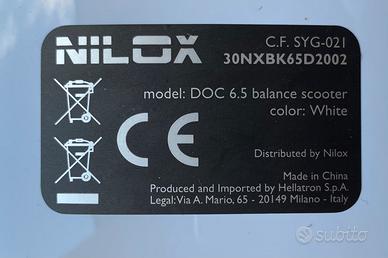 NILOX
C.F. SYG-021
30NXBK65D2002
model: DOC 6.5 balance scooter
color: White
CE
Distributed by Nilox
Made in China
Produced and Imported by Hellatron S.p.A.
Legal: Via A. Mario, 65 - 20149 Milano - Italy
subito